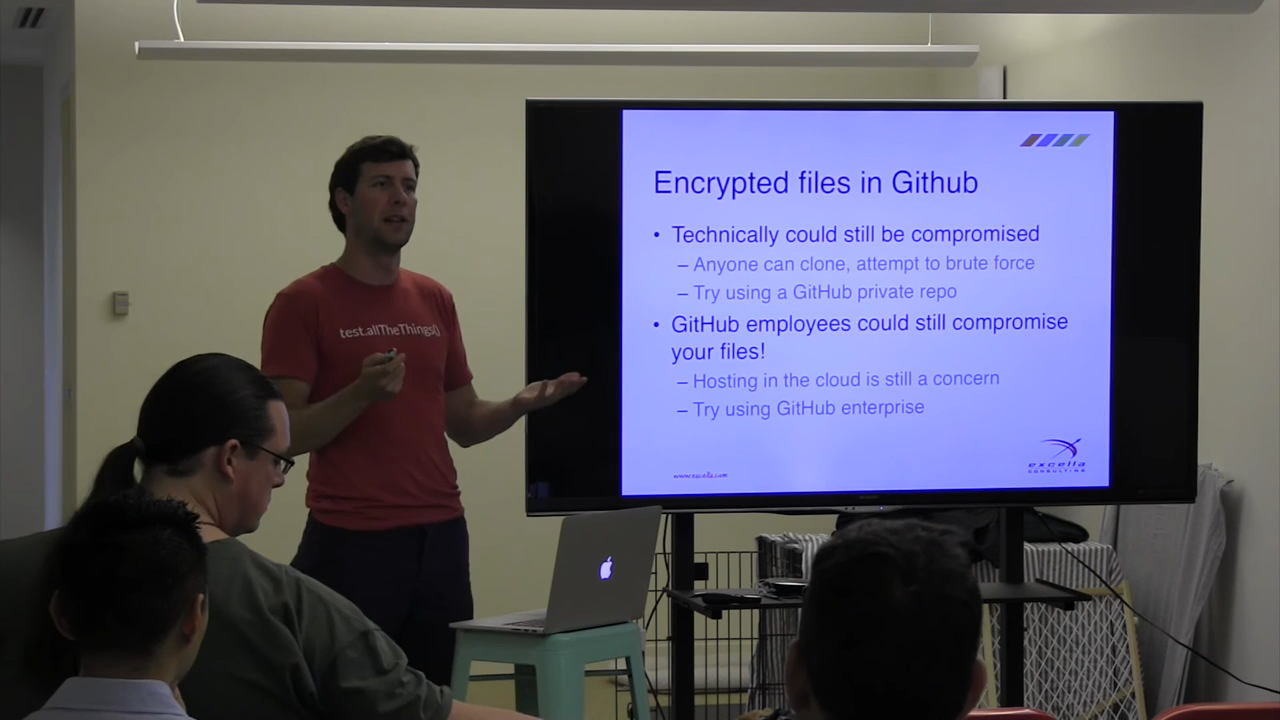 Encrypted files in Github
• Technically could still be compromised
– Anyone can clone, attempt to brute force
– Try using a GitHub private repo
• GitHub employees could still compromise
your files!
– Hosting in the cloud is still a concern
– Try using GitHub enterprise
www.excella.com
excella
CONSULTING
test.allTheThings()